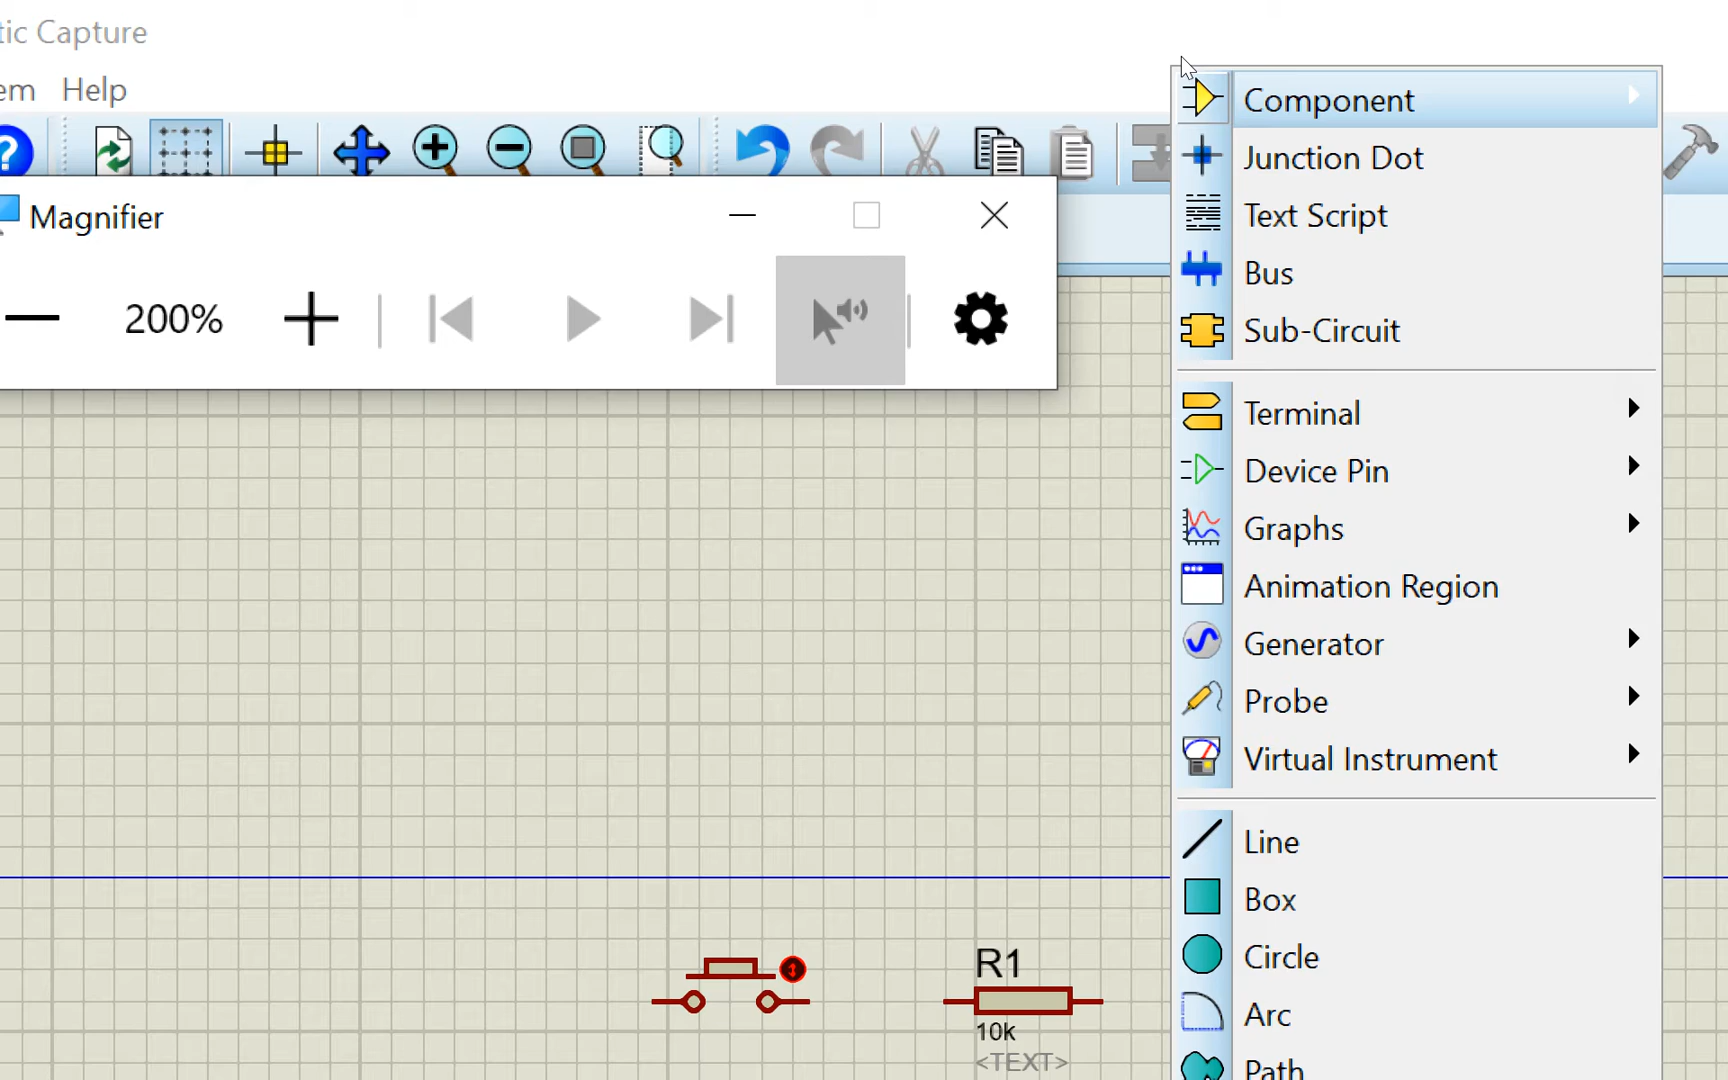 tic Capture
em Help
Magnifier
200%
Component
Junction Dot
Text Script
Bus
Sub-Circuit
Terminal
Device Pin
Graphs
Animation Region
Generator
Probe
Virtual Instrument
Line
Box
Circle
Arc
Path
R1
10k
<TEXT>